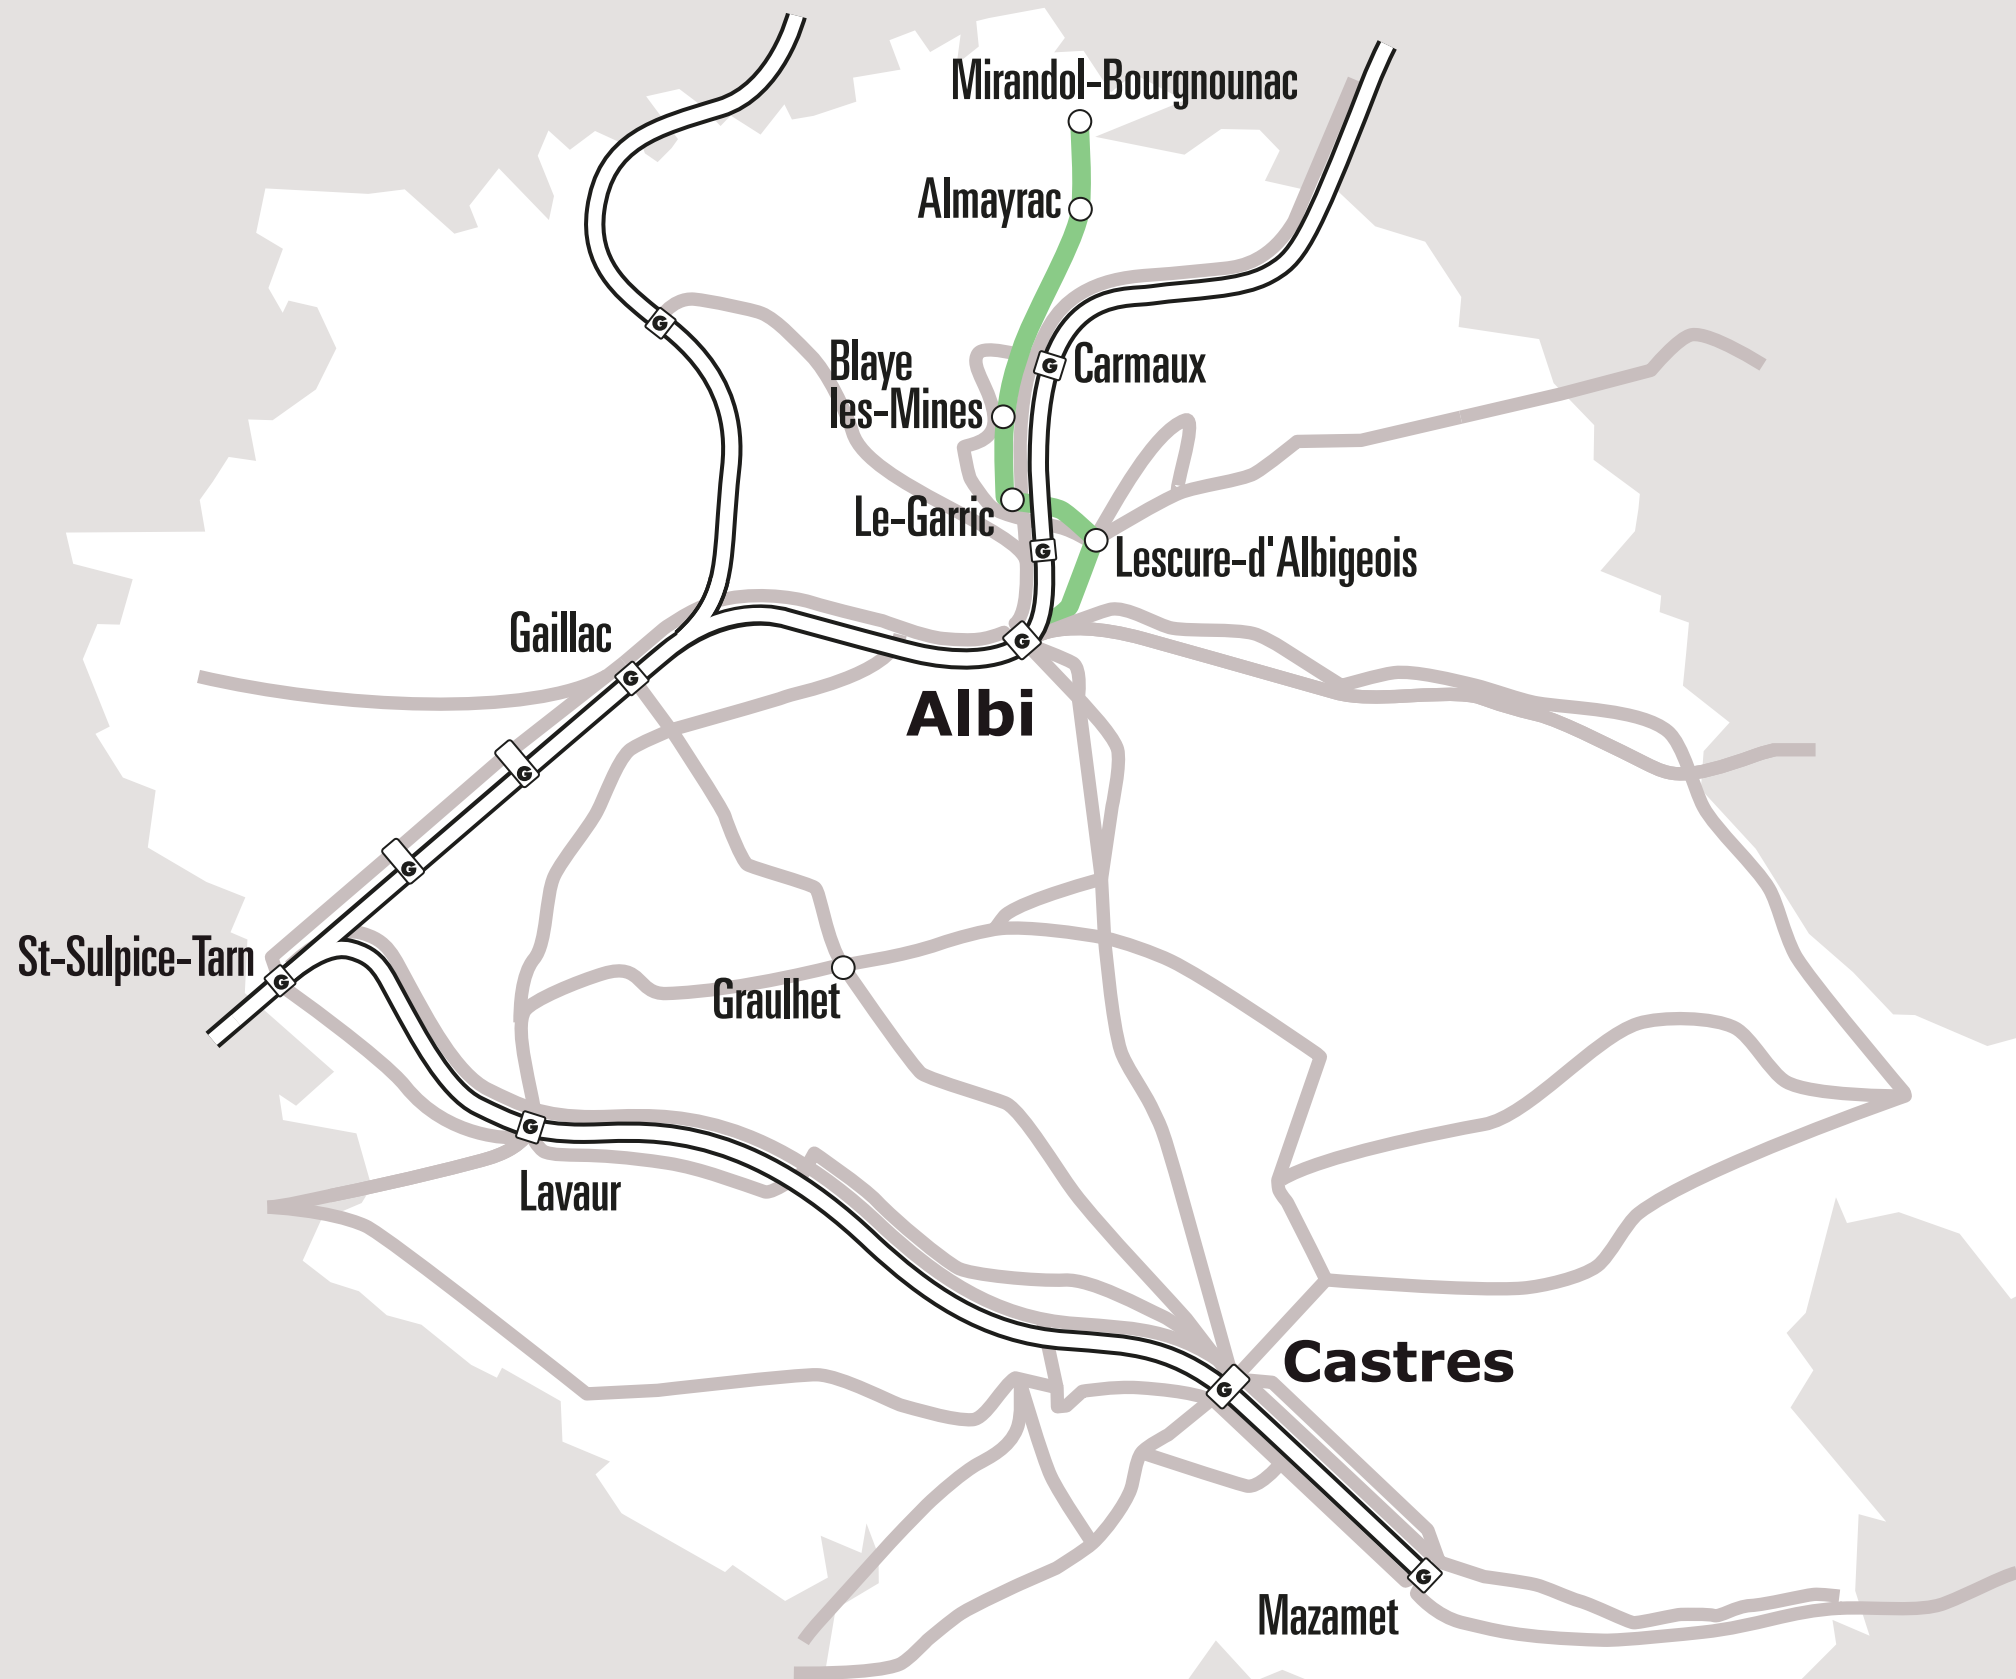 Mirandol-Bourgnounac
Almayrac
Blaye
les-Mines
Carmaux
G
G
Le-Garric
Lescure-d'Albigeois
G
Gaillac
G
G
Albi
G
G
St-Sulpice-Tarn
G
Graulhet
G
Lavaur
Castres
G
G
Mazamet